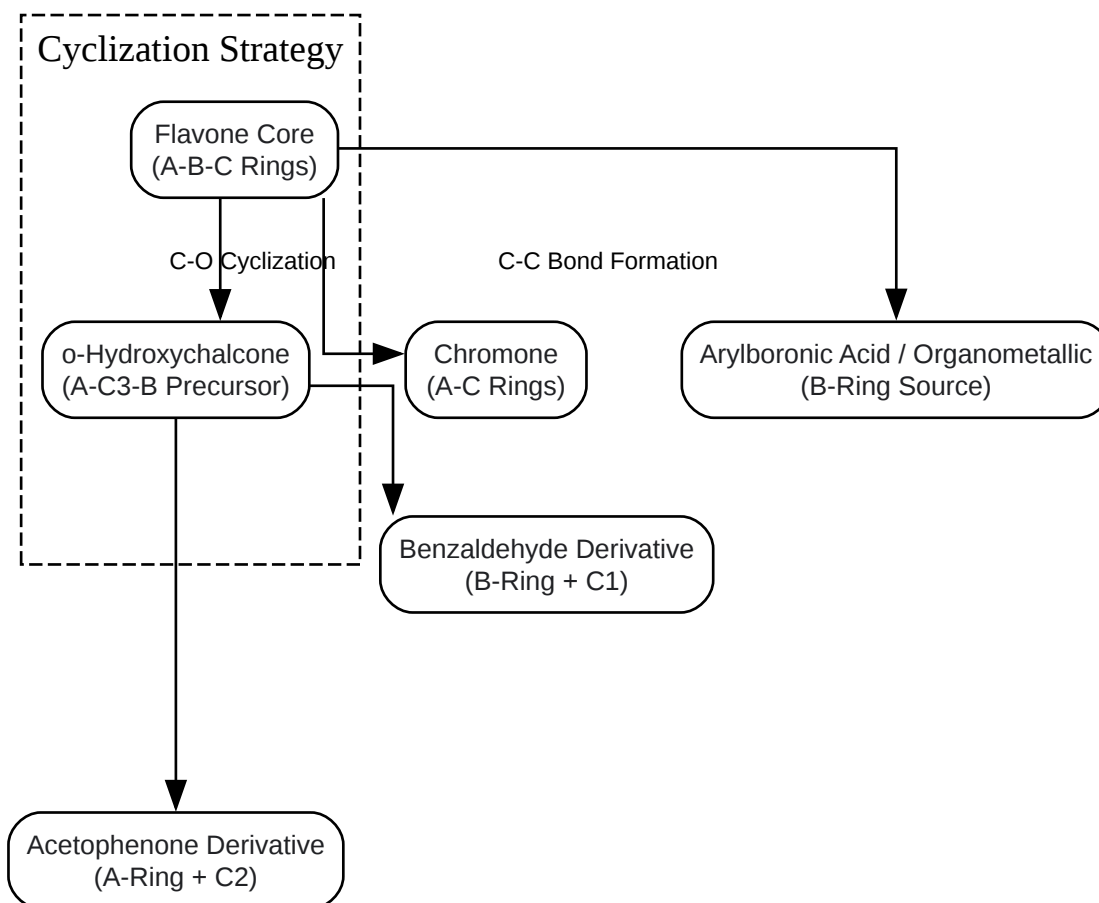 Cyclization Strategy
Flavone Core
(A-B-C Rings)
C-O Cyclization
C-C Bond Formation
o-Hydroxychalcone
(A-C3-B Precursor)
Chromone
(A-C Rings)
Arylboronic Acid / Organometallic
(B-Ring Source)
Benzaldehyde Derivative
(B-Ring + C1)
Acetophenone Derivative
(A-Ring + C2)